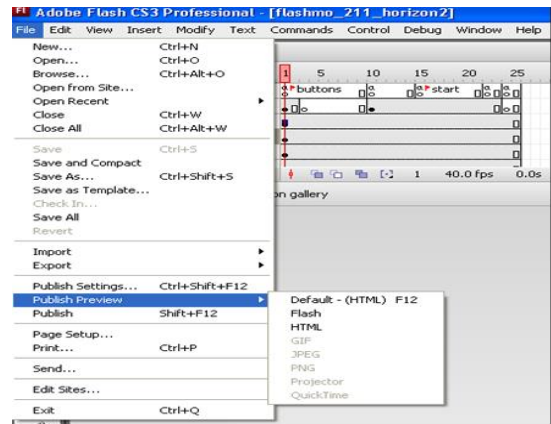 Adobe Flash CS3 Professional - [flashmo_211_horizon2]
File Edit View Insert Modify Text Commands Control Debug Window Help
New... Ctrl+N
Open... Ctrl+O
Browse... Ctrl+Alt+O
Open from Site...
Open Recent
Close Ctrl+W
Close All Ctrl+Alt+W
Save Ctrl+S
Save and Compact
Save As... Ctrl+Shift+S
Save as Template...
Check In...
Save All
Revert
Import
Export
Publish Settings... Ctrl+Shift+F12
Publish Preview
Publish Shift+F12
Page Setup...
Print... Ctrl+P
Send...
Edit Sites...
Exit Ctrl+Q
1 5 10 15 20 25
buttons start
1 40.0 fps 0.0s
gallery
Default - (HTML) F12
Flash
HTML
GIF
JPEG
PNG
Projector
QuickTime